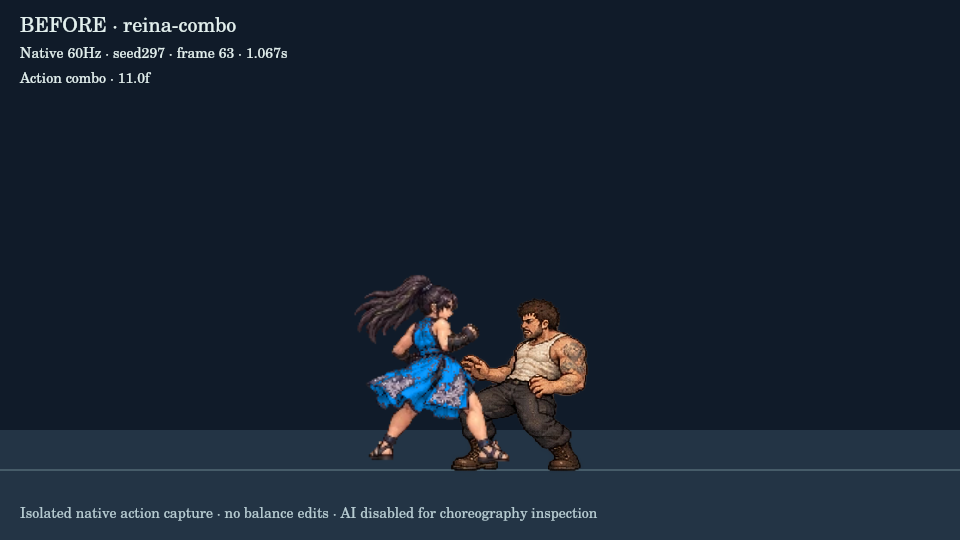 BEFORE · reina-combo
Native 60Hz · seed297 · frame 63 · 1.067s
Action combo · 11.0f
Isolated native action capture · no balance edits · AI disabled for choreography inspection